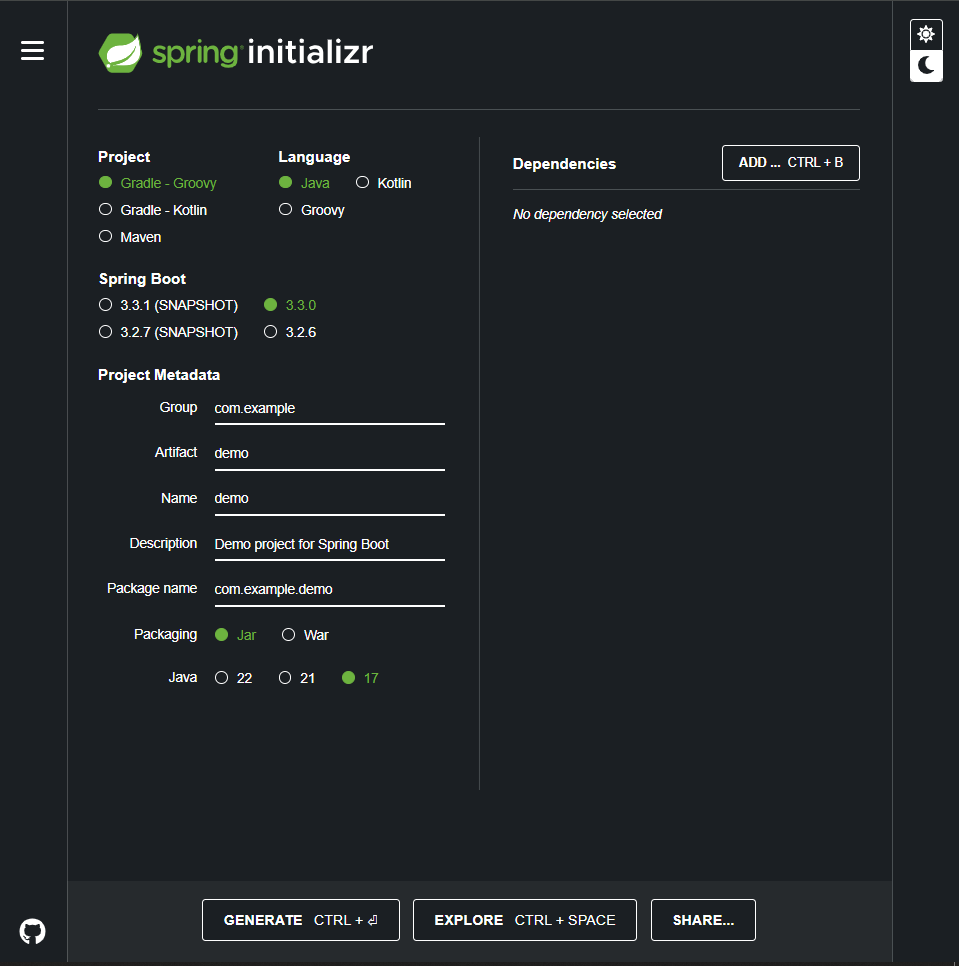 spring initializr
Project
Gradle - Groovy
Gradle - Kotlin
Maven
Language
Java Kotlin
Groovy
Spring Boot
3.3.1 (SNAPSHOT) 3.3.0
3.2.7 (SNAPSHOT) 3.2.6
Project Metadata
Group com.example
Artifact demo
Name demo
Description Demo project for Spring Boot
Package name com.example.demo
Packaging Jar War
Java 22 21 17
Dependencies
ADD ... CTRL + B
No dependency selected
GENERATE CTRL + ⏎
EXPLORE CTRL + SPACE
SHARE...